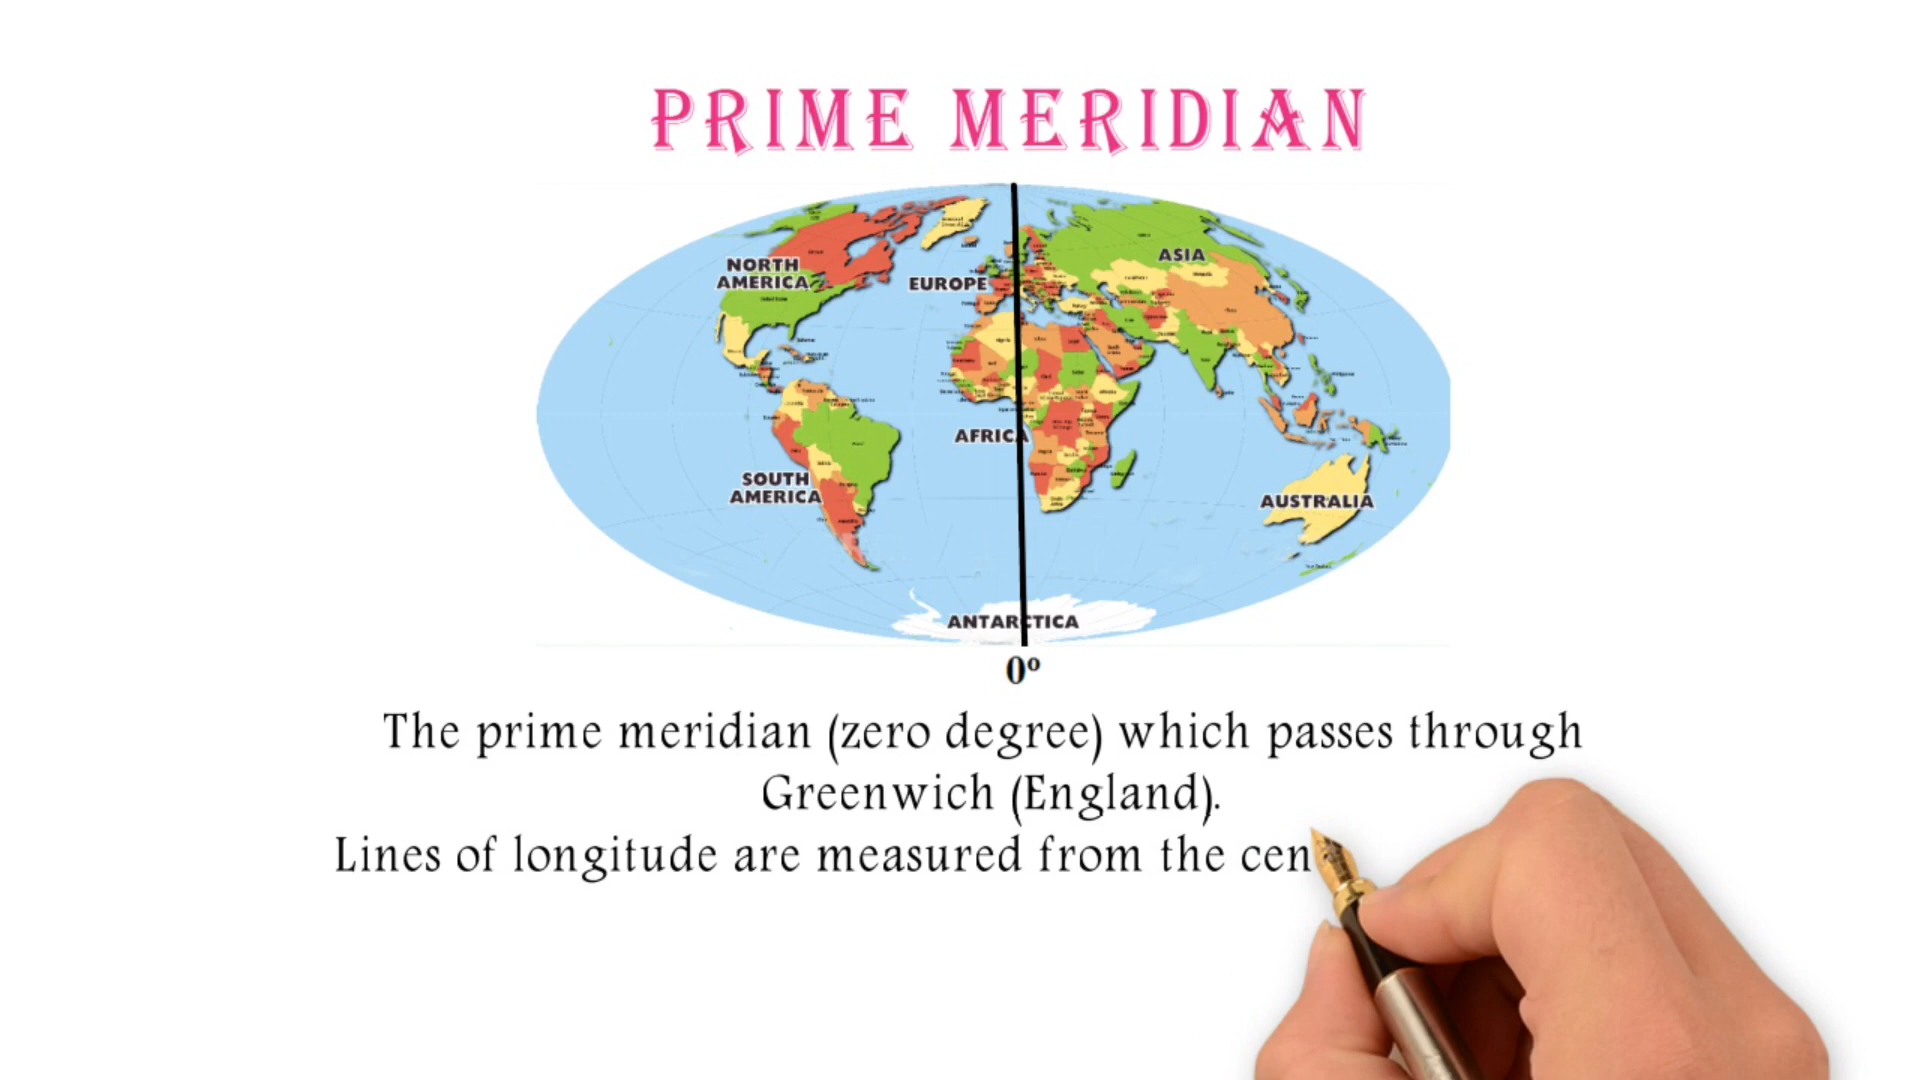 PRIME MERIDIAN
NORTH
AMERICA
EUROPE
ASIA
AFRICA
SOUTH
AMERICA
AUSTRALIA
ANTARCTICA
0º
The prime meridian (zero degree) which passes through
Greenwich (England).
Lines of longitude are measured from the cen